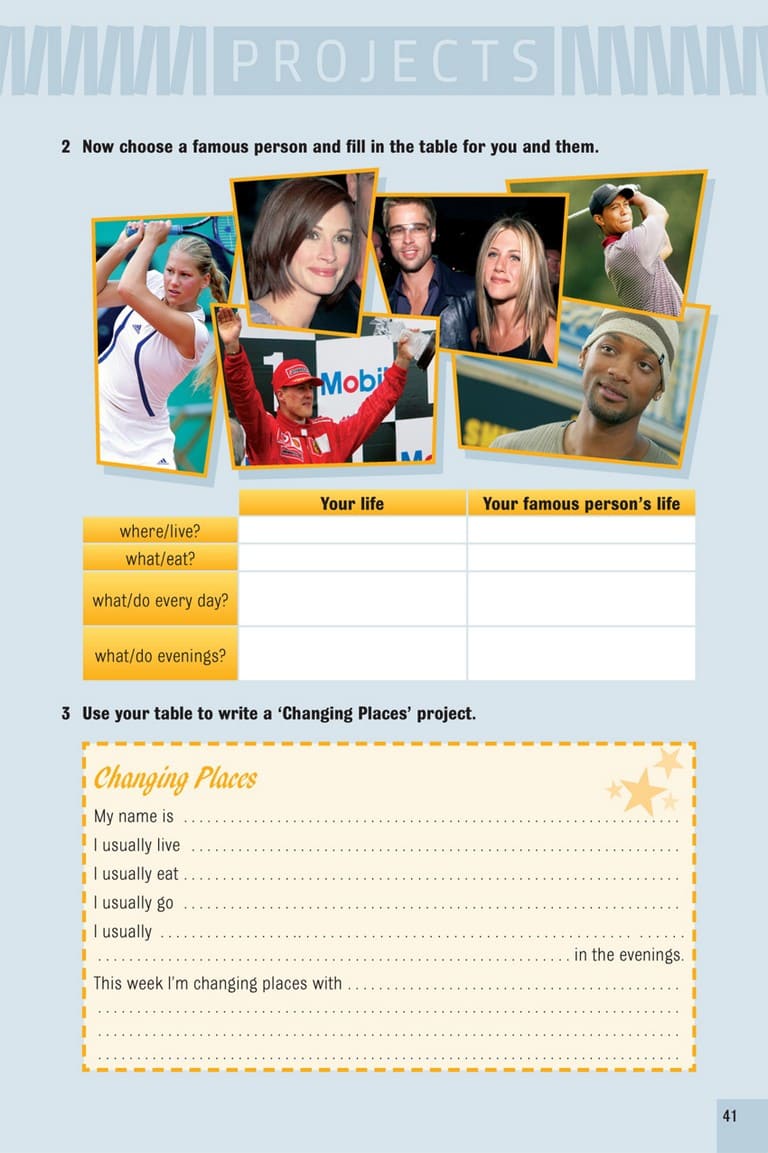 PROJECTS
2 Now choose a famous person and fill in the table for you and them.
1
Mobi
M
Your life
Your famous person's life
where/live?
what/eat?
what/do every day?
what/do evenings?
3 Use your table to write a ‘Changing Places’ project.
Changing Places
My name is ....................................................................
I usually live ....................................................................
I usually eat ....................................................................
I usually go ....................................................................
I usually ....................................................................
.............................................................. in the evenings.
This week I'm changing places with ............................................
....................................................................
....................................................................
....................................................................
41